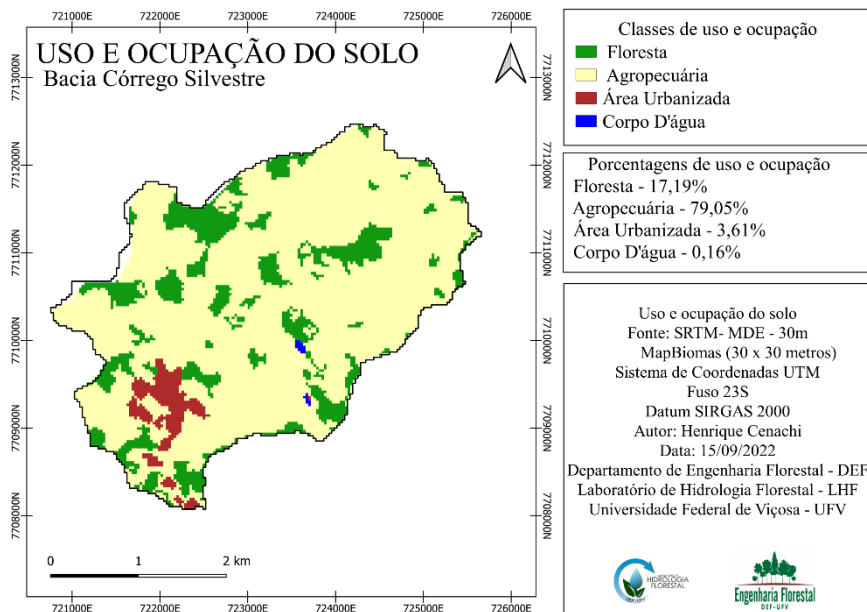 721000E 722000E 723000E 724000E 725000E 726000E
USO E OCUPAÇÃO DO SOLO
Bacia Córrego Silvestre
7713000N
7712000N
7711000N
7710000N
7709000N
7708000N
7713000N
7712000N
7711000N
7710000N
7709000N
7708000N
0 1 2 km
721000E 722000E 723000E 724000E 725000E 726000E
Classes de uso e ocupação
Floresta
Agropecuária
Área Urbanizada
Corpo D'água
Porcentagens de uso e ocupação
Floresta - 17,19%
Agropecuária - 79,05%
Área Urbanizada - 3,61%
Corpo D'água - 0,16%
Uso e ocupação do solo
Fonte: SRTM- MDE - 30m
MapBiomas (30 x 30 metros)
Sistema de Coordenadas UTM
Fuso 23S
Datum SIRGAS 2000
Autor: Henrique Cenachi
Data: 15/09/2022
Departamento de Engenharia Florestal - DEF
Laboratório de Hidrologia Florestal - LHF
Universidade Federal de Viçosa - UFV
HIDROLOGIA
FLORESTAL
Engenharia Florestal
DEF-UFV